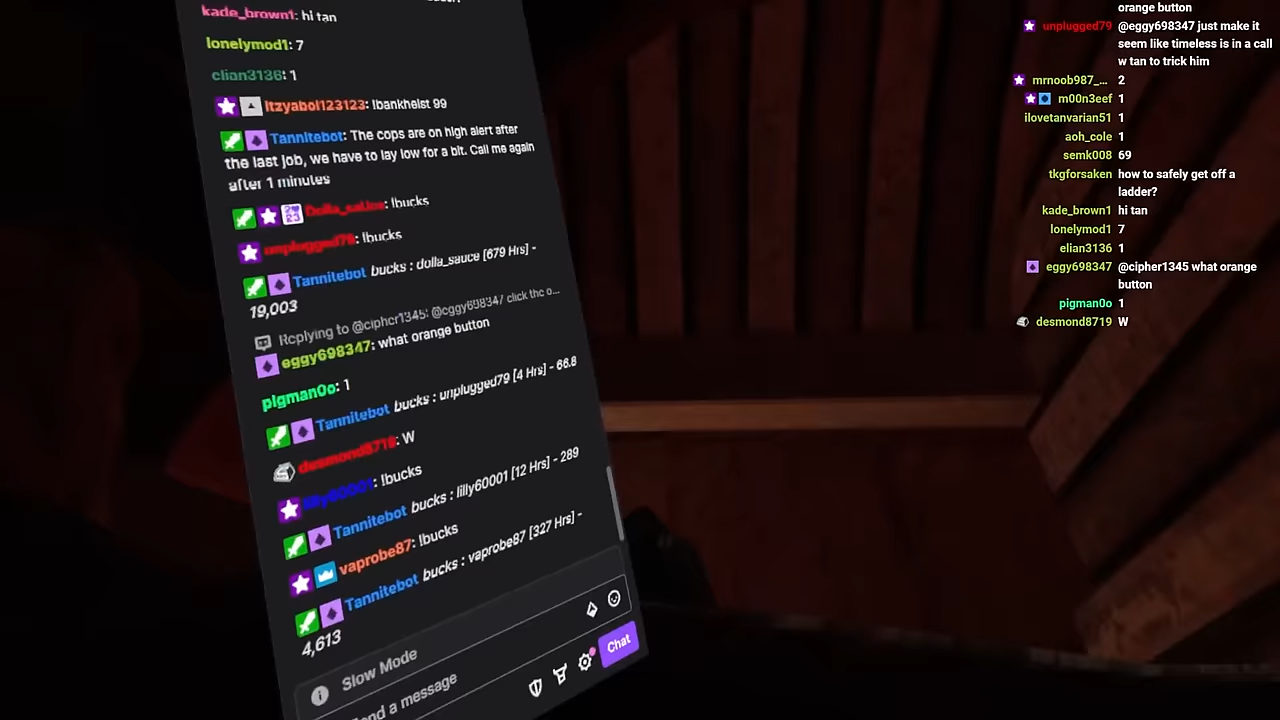 kade_brown1: hi tan
lonelymod1: 7
elian3136: 1
itzyaboi123123: !bankheist 99
Tannitebot: The cops are on high alert after
the last job, we have to lay low for a bit. Call me again
after 1 minutes
Dolla_sauce: !bucks
unplugged79: !bucks
Tannitebot bucks : dolla_sauce [679 Hrs] -
19,003
Replying to @cipher1345: @eggy698347 click the o...
eggy698347: what orange button
pigman0o: 1
Tannitebot bucks : unplugged79 [4 Hrs] - 66.8
desmond8719: W
lilly60001: !bucks
Tannitebot bucks : lilly60001 [12 Hrs] - 289
vaprobe87: !bucks
Tannitebot bucks : vaprobe87 [327 Hrs] -
4,613
Slow Mode
end a message
Chat
orange button
unplugged79 @eggy698347 just make it
seem like timeless is in a call
w tan to trick him
mrnoob987_... 2
m00n3eef 1
ilovetanvarian51 1
aoh_cole 1
semk008 69
tkgforsaken how to safely get off a
ladder?
kade_brown1 hi tan
lonelymod1 7
elian3136 1
eggy698347 @cipher1345 what orange
button
pigman0o 1
desmond8719 W